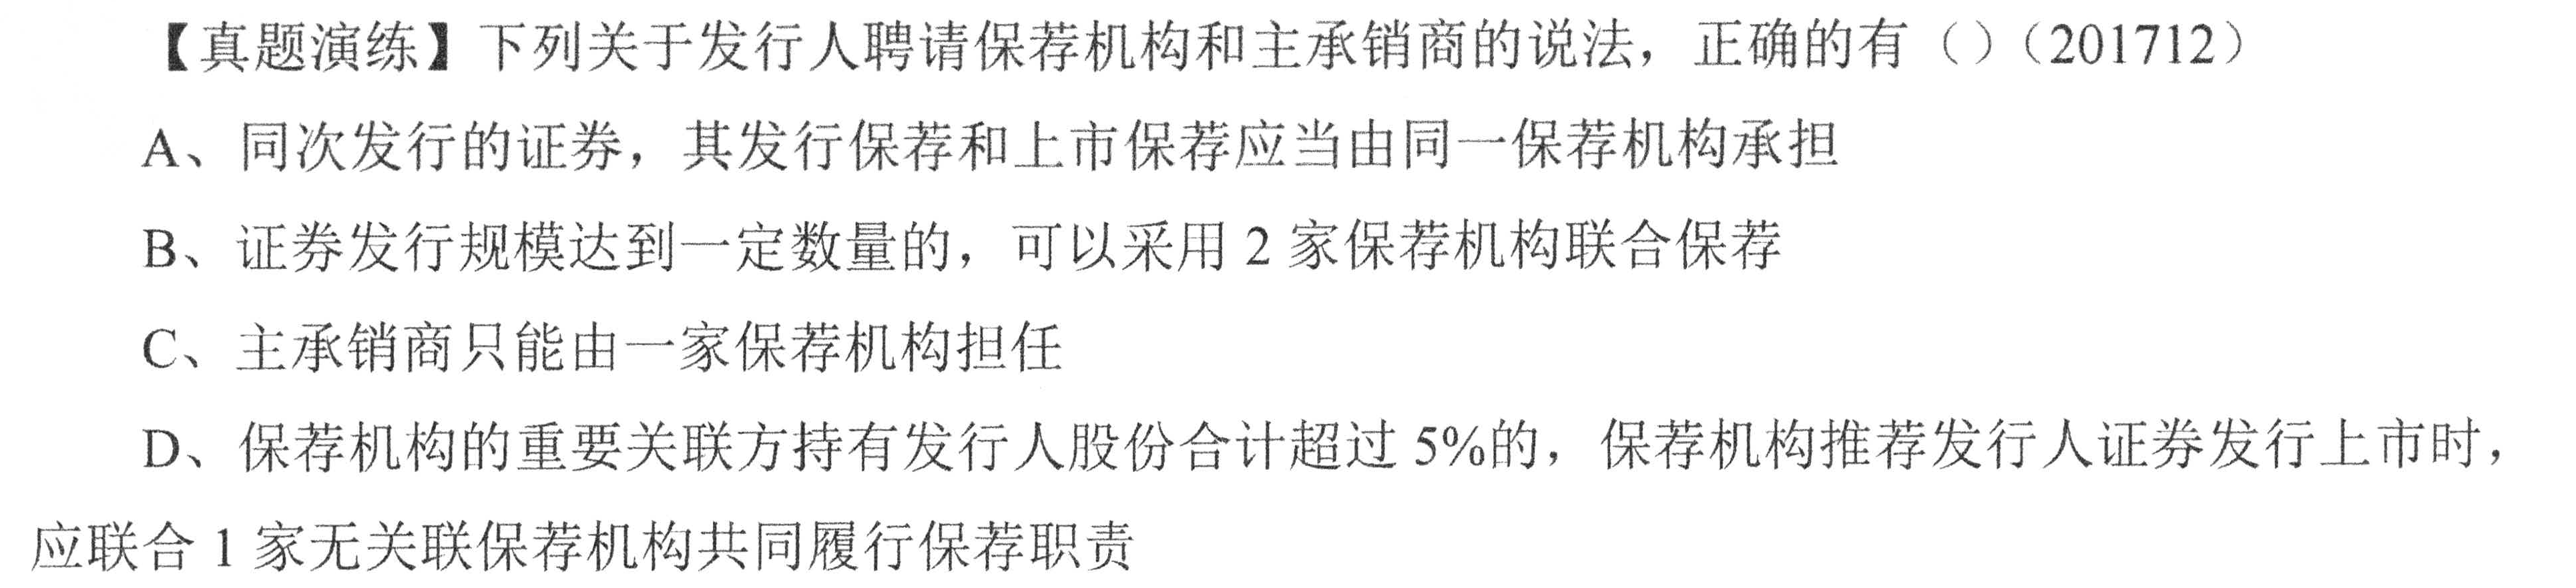 【真题演练】下列关于发行人聘请保荐机构和主承销商的说法，正确的有（）（201712）
A、同次发行的证券，其发行保荐和上市保荐应当由同一保荐机构承担
B、证券发行规模达到一定数量的，可以采用 2 家保荐机构联合保荐
C、主承销商只能由一家保荐机构担任
D、保荐机构的重要关联方持有发行人股份合计超过 5%的，保荐机构推荐发行人证券发行上市时，
应联合 1 家无关联保荐机构共同履行保荐职责